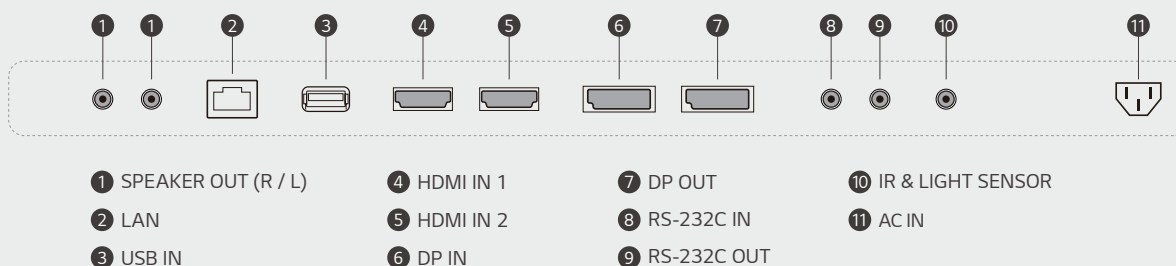 1 1 2 3 4 5 6 7 8 9 10 11
1 SPEAKER OUT (R / L)
2 LAN
3 USB IN
4 HDMI IN 1
5 HDMI IN 2
6 DP IN
7 DP OUT
8 RS-232C IN
9 RS-232C OUT
10 IR & LIGHT SENSOR
11 AC IN